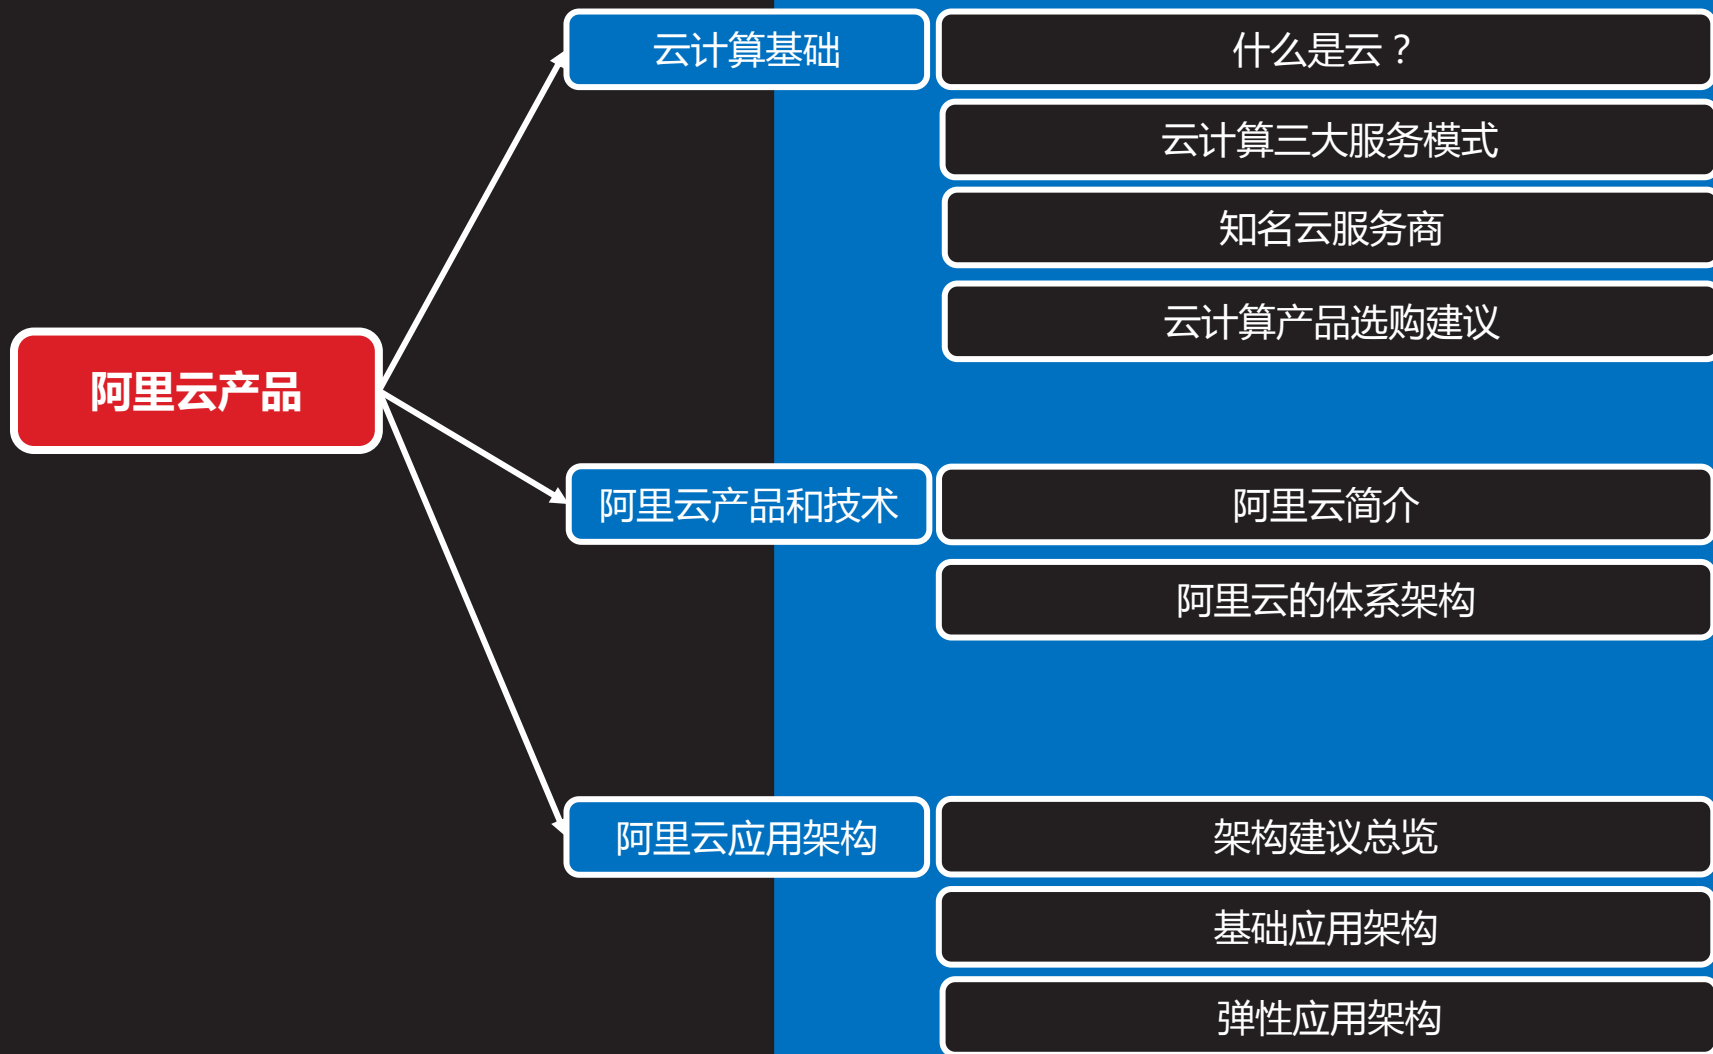 云计算基础
什么是云？
云计算三大服务模式
知名云服务商
云计算产品选购建议
阿里云产品
阿里云产品和技术
阿里云简介
阿里云的体系架构
阿里云应用架构
架构建议总览
基础应用架构
弹性应用架构